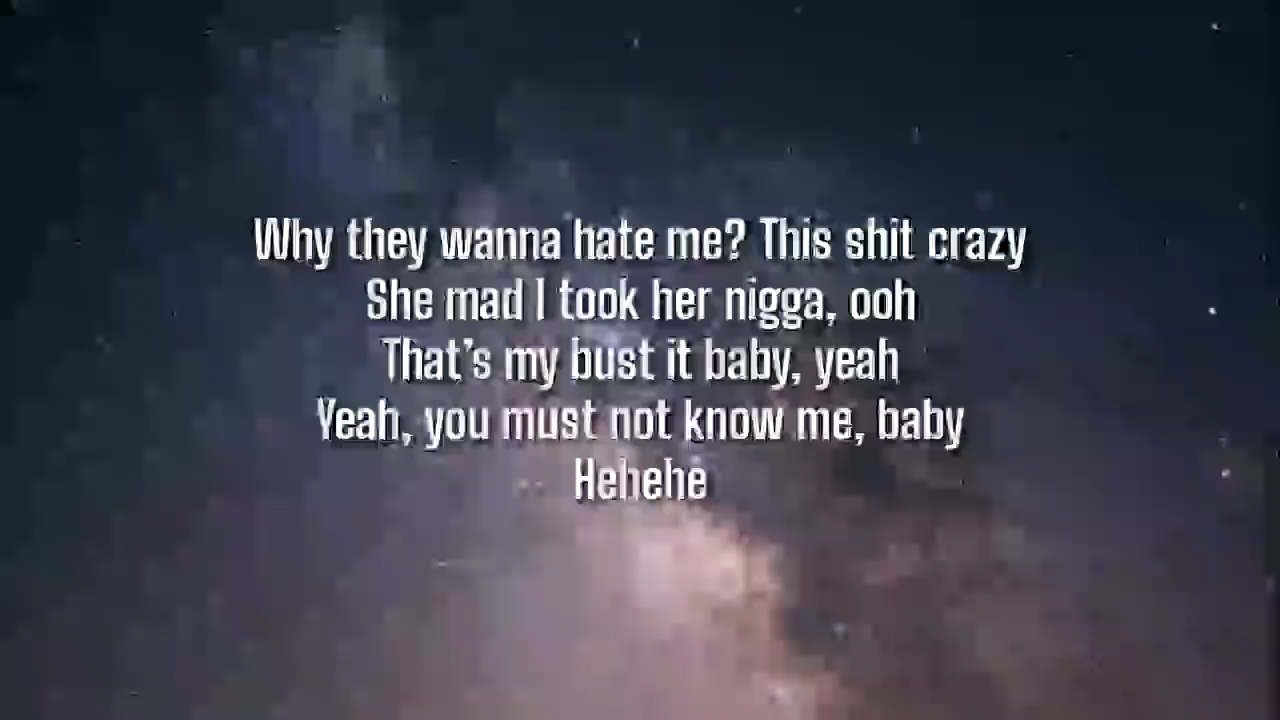 Why they wanna hate me? This shit crazy
She mad I took her nigga, ooh
That's my bust it baby, yeah
Yeah, you must not know me, baby
Hehehe